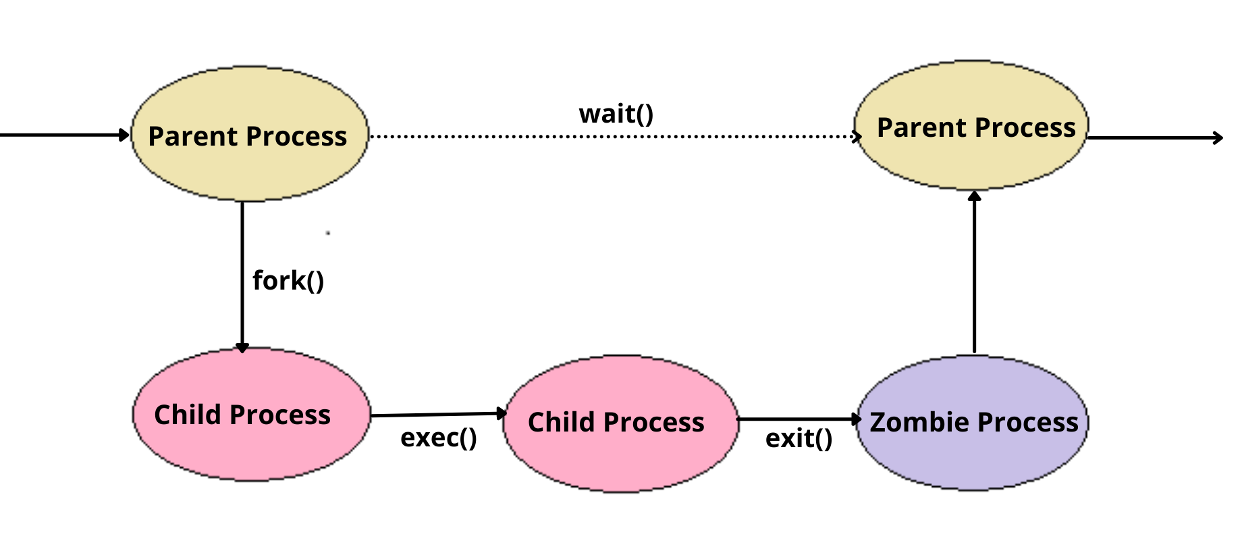 wait()
Parent Process
Parent Process
fork()
Child Process
Child Process
Zombie Process
exec()
exit()